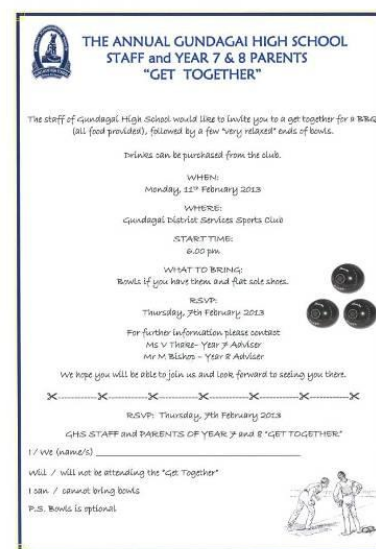 THE ANNUAL GUNDAGAI HIGH SCHOOL
STAFF and YEAR 7 & 8 PARENTS
"GET TOGETHER"
The staff of Gundagai High School would like to invite you to a get together for a BBQ
(all food provided), followed by a few "very relaxed" ends of bowls.
Drinks can be purchased from the club.
WHEN:
Monday, 11th February 2013
WHERE:
Gundagai District Services Sports Club
START TIME:
6.00 pm
WHAT TO BRING:
Bowls if you have them and flat sole shoes.
RSVP:
Thursday, 7th February 2013
For further information please contact
Ms V Thake- Year 7 Adviser
Mr M Bishop - Year 8 Adviser
We hope you will be able to join us and look forward to seeing you there.
RSVP: Thursday, 7th February 2013
GHS STAFF and PARENTS OF YEAR 7 and 8 "GET TOGETHER"
I / We (name/s)
Will / will not be attending the "Get Together"
I can / cannot bring bowls
P.S. Bowls is optional